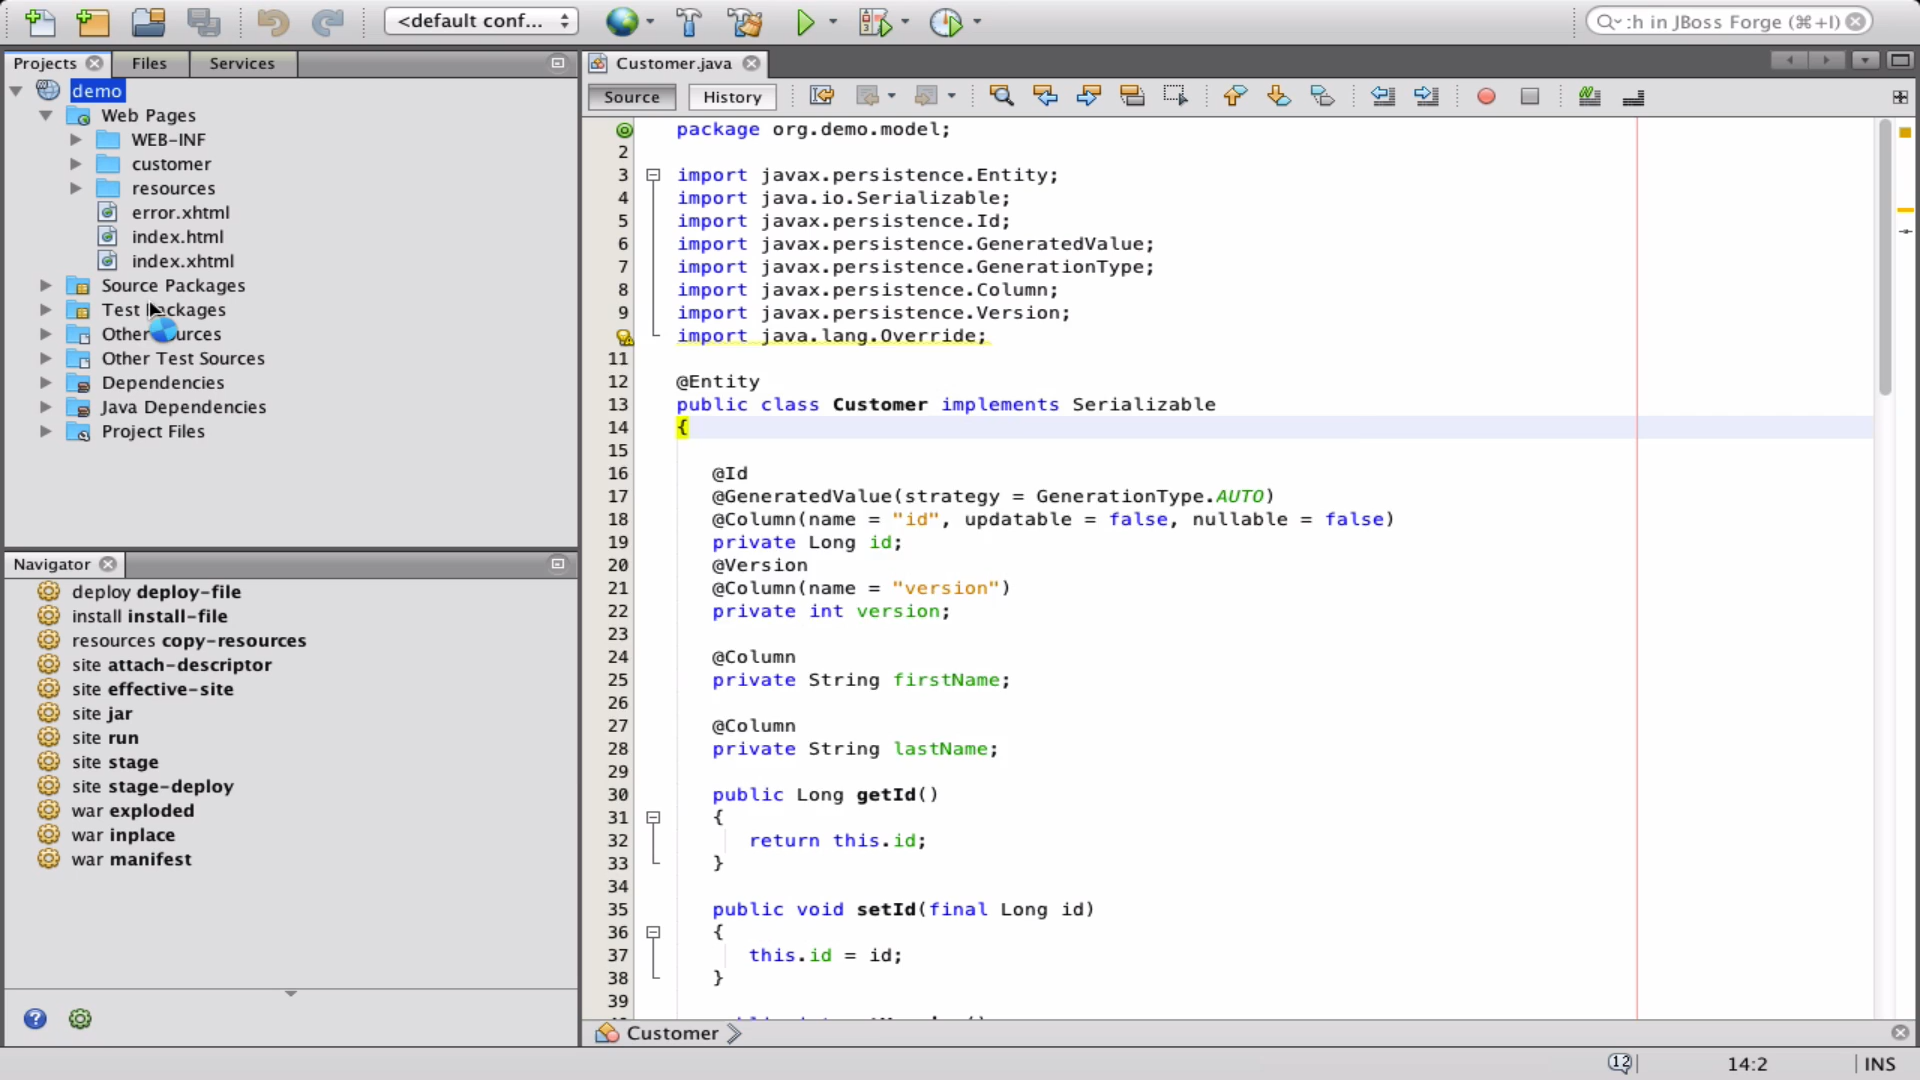 <default conf...
:h in JBoss Forge (⌘+I)
Projects
Files
Services
demo
Web Pages
WEB-INF
customer
resources
error.xhtml
index.html
index.xhtml
Source Packages
Test Packages
Other Sources
Other Test Sources
Dependencies
Java Dependencies
Project Files
Navigator
deploy deploy-file
install install-file
resources copy-resources
site attach-descriptor
site effective-site
site jar
site run
site stage
site stage-deploy
war exploded
war inplace
war manifest
Customer.java
Source
History
package org.demo.model;
2
3 import javax.persistence.Entity;
4 import java.io.Serializable;
5 import javax.persistence.Id;
6 import javax.persistence.GeneratedValue;
7 import javax.persistence.GenerationType;
8 import javax.persistence.Column;
9 import javax.persistence.Version;
import java.lang.Override;
11
12 @Entity
13 public class Customer implements Serializable
14 {
15
16 @Id
17 @GeneratedValue(strategy = GenerationType.AUTO)
18 @Column(name = "id", updatable = false, nullable = false)
19 private Long id;
20 @Version
21 @Column(name = "version")
22 private int version;
23
24 @Column
25 private String firstName;
26
27 @Column
28 private String lastName;
29
30 public Long getId()
31 {
32 return this.id;
33 }
34
35 public void setId(final Long id)
36 {
37 this.id = id;
38 }
39
Customer
12
14:2
INS